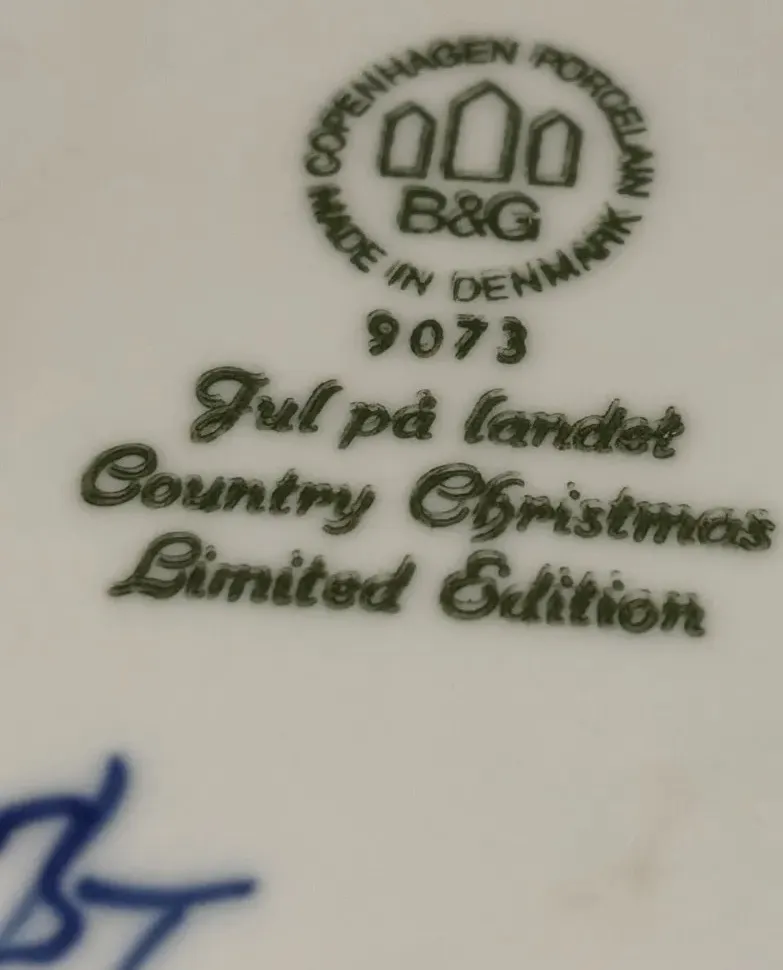 COPENHAGEN PORCELAIN
B&G
MADE IN DENMARK
9073
Jul på landet
Country Christmas
Limited Edition